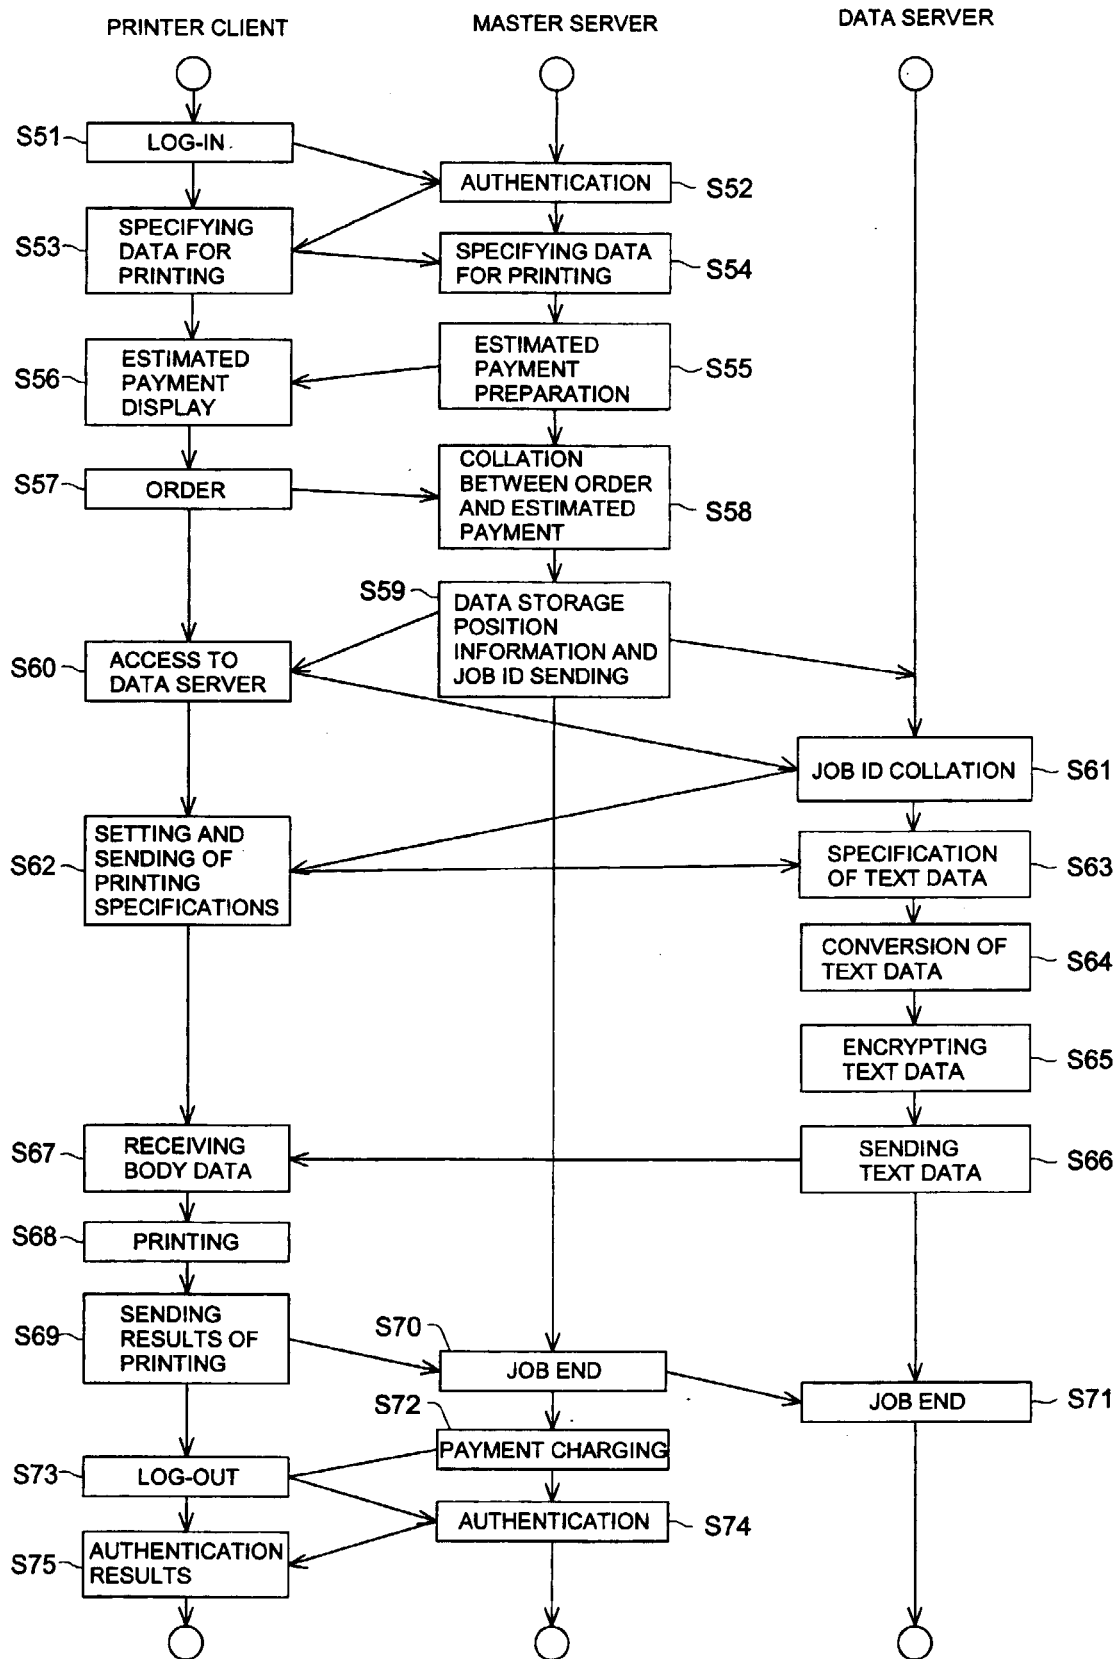 PRINTER CLIENT
MASTER SERVER
DATA SERVER
S51
LOG-IN
AUTHENTICATION
S52
S53
SPECIFYING
DATA FOR
PRINTING
SPECIFYING DATA
FOR PRINTING
S54
S56
ESTIMATED
PAYMENT
DISPLAY
ESTIMATED
PAYMENT
PREPARATION
S55
S57
ORDER
COLLATION
BETWEEN ORDER
AND ESTIMATED
PAYMENT
S58
S59
DATA STORAGE
POSITION
INFORMATION AND
JOB ID SENDING
S60
ACCESS TO
DATA SERVER
JOB ID COLLATION
S61
S62
SETTING AND
SENDING OF
PRINTING
SPECIFICATIONS
SPECIFICATION
OF TEXT DATA
S63
CONVERSION OF
TEXT DATA
S64
ENCRYPTING
TEXT DATA
S65
S67
RECEIVING
BODY DATA
SENDING
TEXT DATA
S66
S68
PRINTING
S69
SENDING
RESULTS OF
PRINTING
S70
JOB END
JOB END
S71
S72
PAYMENT CHARGING
S73
LOG-OUT
AUTHENTICATION
S74
S75
AUTHENTICATION
RESULTS